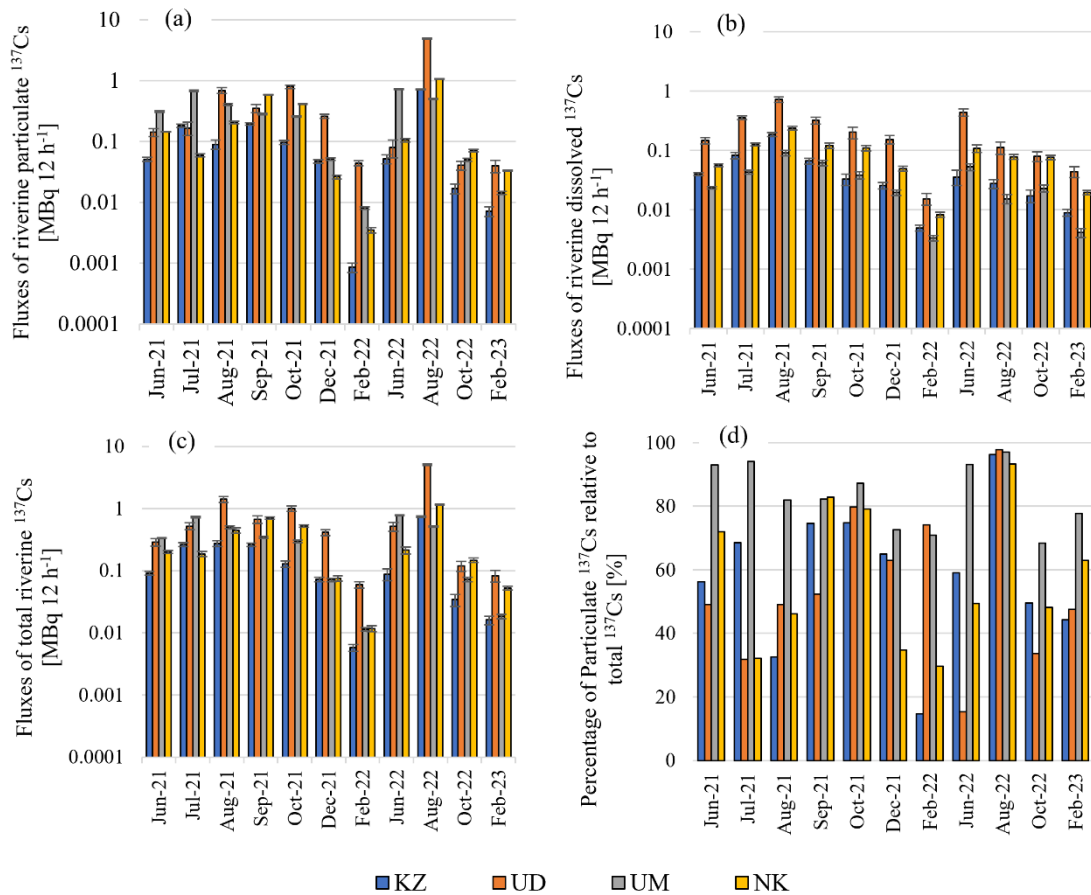 (a)
Fluxes of riverine particulate ¹³⁷Cs
[MBq 12 h⁻¹]
10
1
0.1
0.01
0.001
0.0001
Jun-21
Jul-21
Aug-21
Sep-21
Oct-21
Dec-21
Feb-22
Jun-22
Aug-22
Oct-22
Feb-23
(b)
Fluxes of riverine dissolved ¹³⁷Cs
[MBq 12 h⁻¹]
10
1
0.1
0.01
0.001
0.0001
Jun-21
Jul-21
Aug-21
Sep-21
Oct-21
Dec-21
Feb-22
Jun-22
Aug-22
Oct-22
Feb-23
(c)
Fluxes of total riverine ¹³⁷Cs
[MBq 12 h⁻¹]
10
1
0.1
0.01
0.001
0.0001
Jun-21
Jul-21
Aug-21
Sep-21
Oct-21
Dec-21
Feb-22
Jun-22
Aug-22
Oct-22
Feb-23
(d)
Percentage of Particulate ¹³⁷Cs relative to
total ¹³⁷Cs [%]
100
80
60
40
20
0
Jun-21
Jul-21
Aug-21
Sep-21
Oct-21
Dec-21
Feb-22
Jun-22
Aug-22
Oct-22
Feb-23
KZ UD UM NK